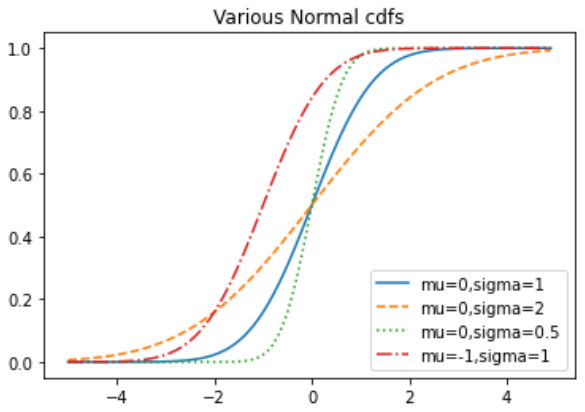 Various Normal cdfs
1.0
0.8
0.6
0.4
0.2
0.0
mu=0,sigma=1
mu=0,sigma=2
mu=0,sigma=0.5
mu=-1,sigma=1
−4 −2 0 2 4